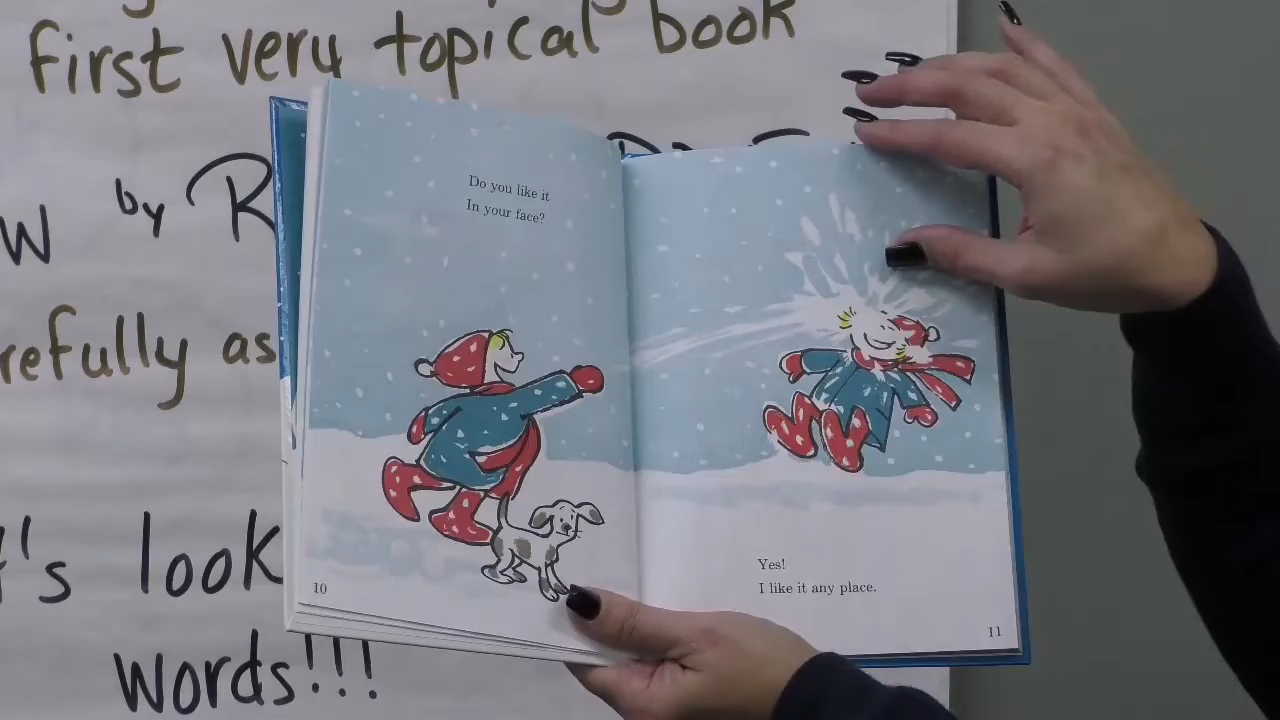 first very topical book
W by R
refully as
Do you like it
In your face?
10
Yes!
I like it any place.
11
t's look
words!!!